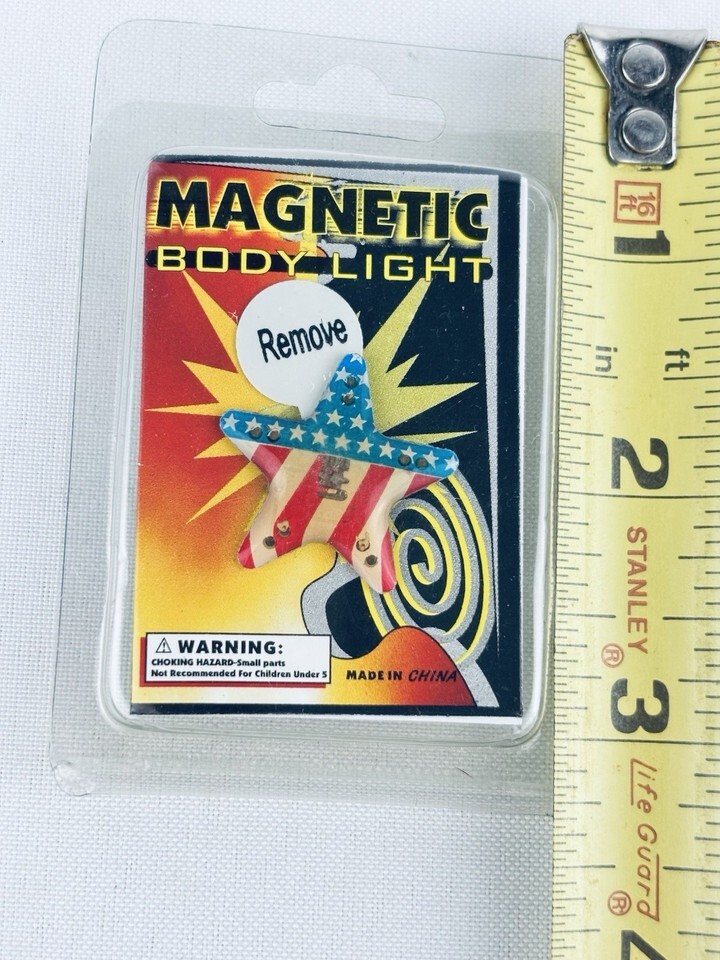 MAGNETIC
BODY LIGHT
Remove
⚠ WARNING:
CHOKING HAZARD-Small parts
Not Recommended For Children Under 5
MADE IN CHINA
16 ft
1
in ft
2
STANLEY®
3
Life Guard®
4